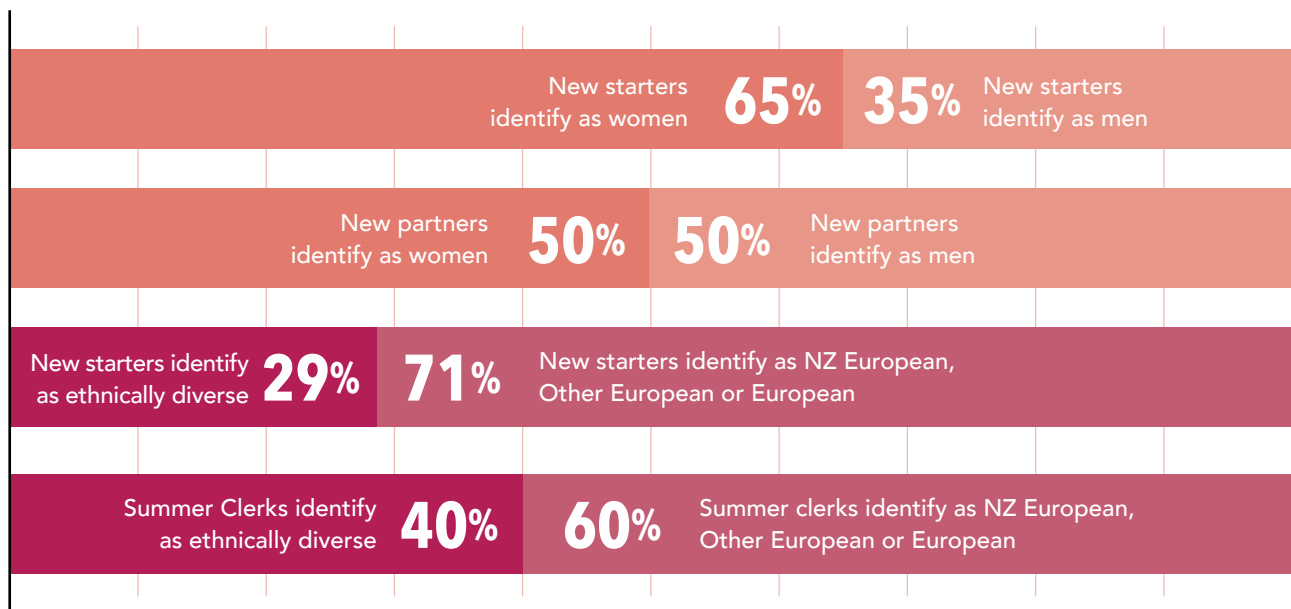 New starters
identify as women
65%
35%
New starters
identify as men
New partners
identify as women
50%
50%
New partners
identify as men
New starters identify
as ethnically diverse
29%
71%
New starters identify as NZ European,
Other European or European
Summer Clerks identify
as ethnically diverse
40%
60%
Summer clerks identify as NZ European,
Other European or European